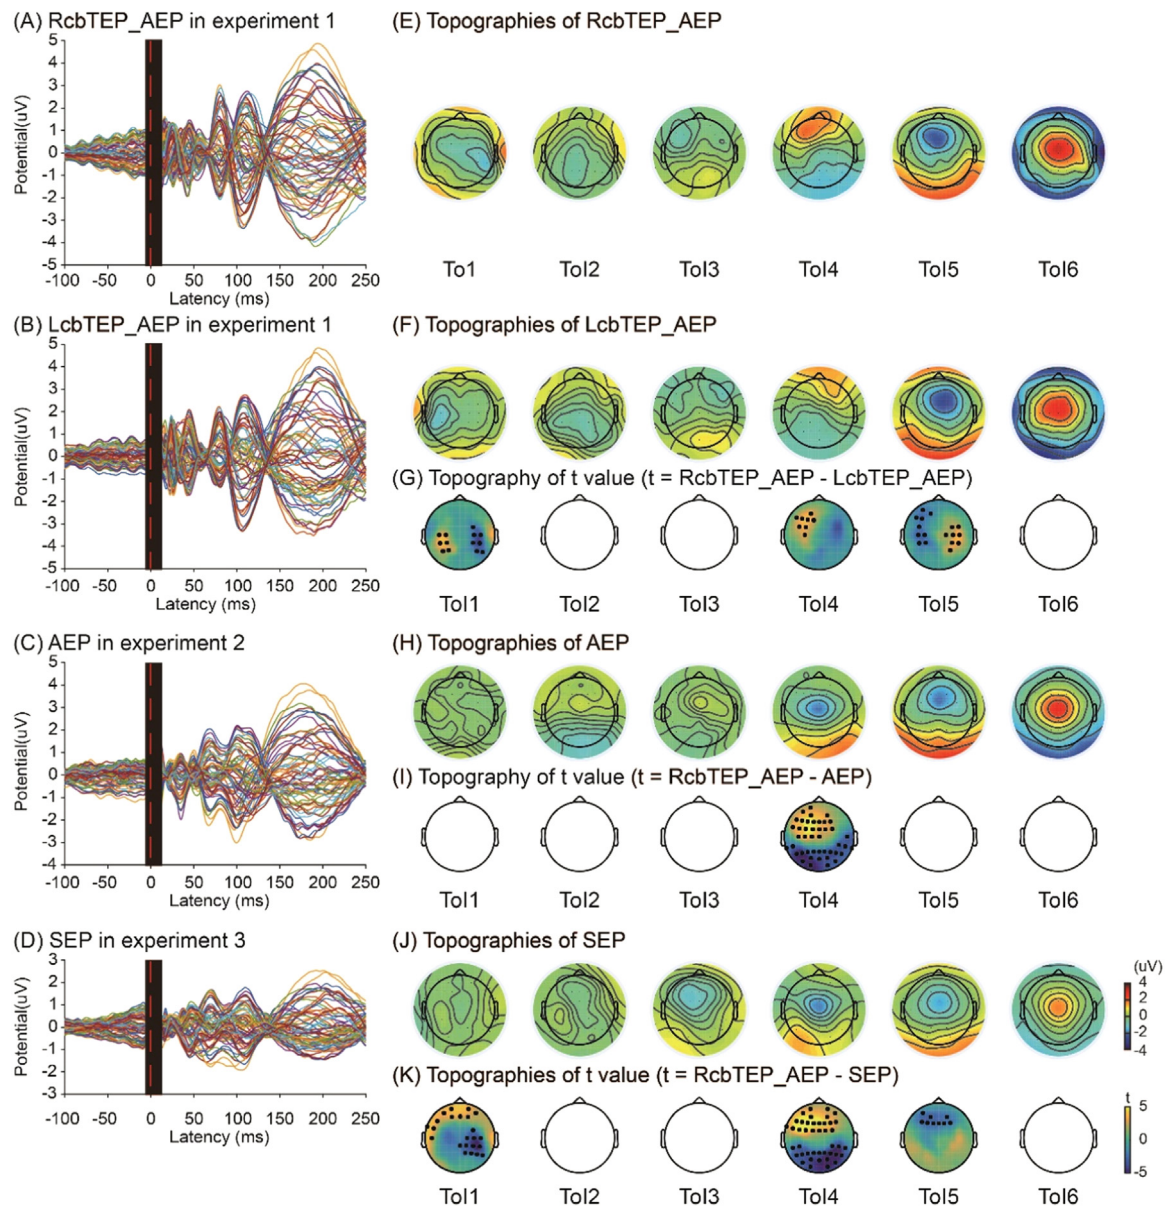 (A) RcbTEP_AEP in experiment 1
5
4
3
2
1
0
-1
-2
-3
-4
-5
Potential(uV)
-100 -50 0 50 100 150 200 250
Latency (ms)
(E) Topographies of RcbTEP_AEP
To1 ToI2 ToI3 ToI4 ToI5 ToI6
(B) LcbTEP_AEP in experiment 1
5
4
3
2
1
0
-1
-2
-3
-4
-5
Potential(uV)
-100 -50 0 50 100 150 200 250
Latency (ms)
(F) Topographies of LcbTEP_AEP
(G) Topography of t value (t = RcbTEP_AEP - LcbTEP_AEP)
ToI1 ToI2 ToI3 ToI4 ToI5 ToI6
(C) AEP in experiment 2
5
4
3
2
1
0
-1
-2
-3
-4
Potential(uV)
-100 -50 0 50 100 150 200 250
Latency (ms)
(H) Topographies of AEP
(I) Topography of t value (t = RcbTEP_AEP - AEP)
ToI1 ToI2 ToI3 ToI4 ToI5 ToI6
(D) SEP in experiment 3
3
2
1
0
-1
-2
-3
Potential(uV)
-100 -50 0 50 100 150 200 250
Latency (ms)
(J) Topographies of SEP
(uV)
4
2
0
-2
-4
(K) Topographies of t value (t = RcbTEP_AEP - SEP)
t
5
0
-5
ToI1 ToI2 ToI3 ToI4 ToI5 ToI6